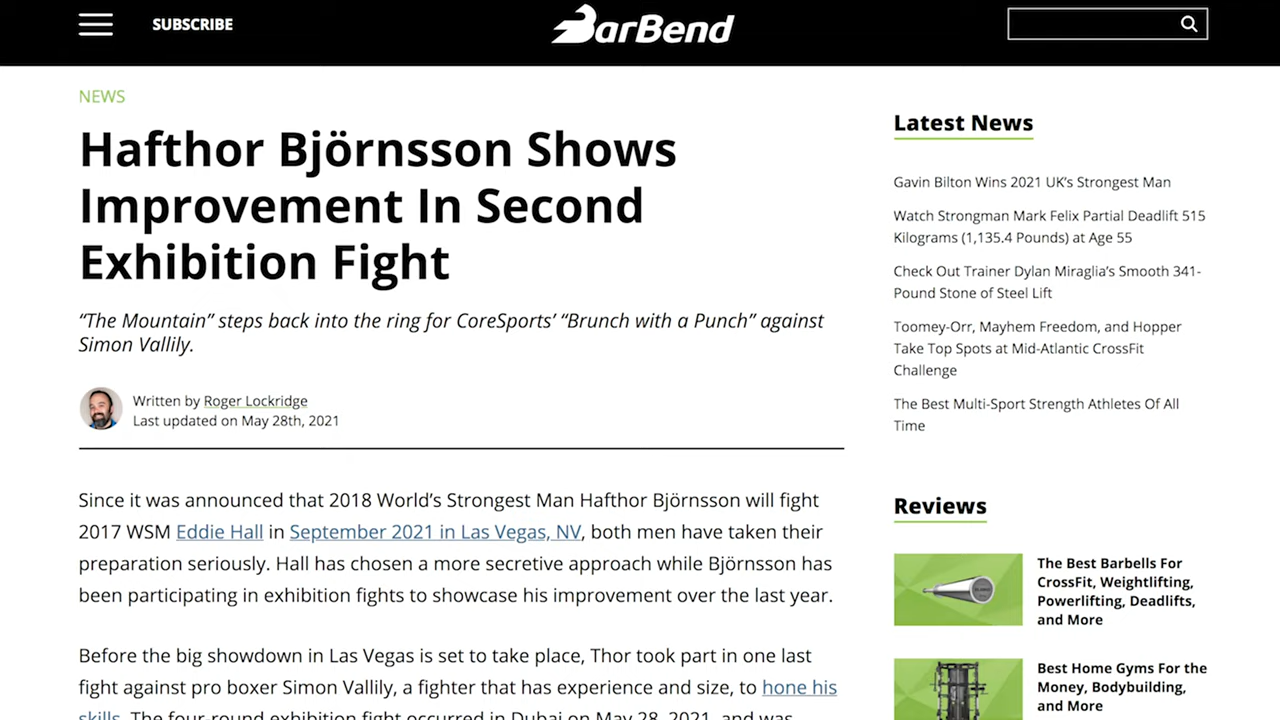 SUBSCRIBE
BarBend
NEWS
Hafthor Björnsson Shows
Improvement In Second
Exhibition Fight
“The Mountain” steps back into the ring for CoreSports’ “Brunch with a Punch” against
Simon Vallily.
Written by Roger Lockridge
Last updated on May 28th, 2021
Since it was announced that 2018 World’s Strongest Man Hafthor Björnsson will fight
2017 WSM Eddie Hall in September 2021 in Las Vegas, NV, both men have taken their
preparation seriously. Hall has chosen a more secretive approach while Björnsson has
been participating in exhibition fights to showcase his improvement over the last year.
Before the big showdown in Las Vegas is set to take place, Thor took part in one last
fight against pro boxer Simon Vallily, a fighter that has experience and size, to hone his
skills. The four-round exhibition fight occurred in Dubai on May 28, 2021, and was
Latest News
Gavin Bilton Wins 2021 UK’s Strongest Man
Watch Strongman Mark Felix Partial Deadlift 515
Kilograms (1,135.4 Pounds) at Age 55
Check Out Trainer Dylan Miraglia’s Smooth 341-
Pound Stone of Steel Lift
Toomey-Orr, Mayhem Freedom, and Hopper
Take Top Spots at Mid-Atlantic CrossFit
Challenge
The Best Multi-Sport Strength Athletes Of All
Time
Reviews
The Best Barbells For
CrossFit, Weightlifting,
Powerlifting, Deadlifts,
and More
Best Home Gyms For the
Money, Bodybuilding,
and More